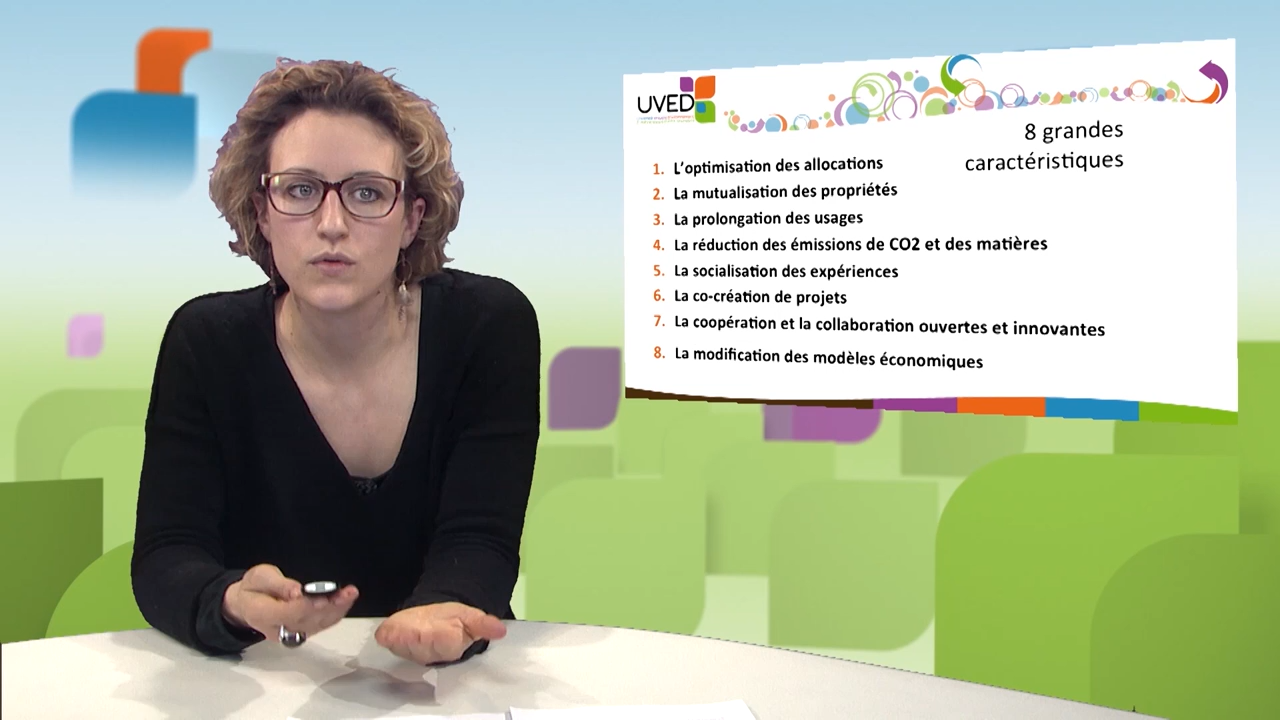 UVED
8 grandes
caractéristiques
1. L'optimisation des allocations
2. La mutualisation des propriétés
3. La prolongation des usages
4. La réduction des émissions de CO2 et des matières
5. La socialisation des expériences
6. La co-création de projets
7. La coopération et la collaboration ouvertes et innovantes
8. La modification des modèles économiques